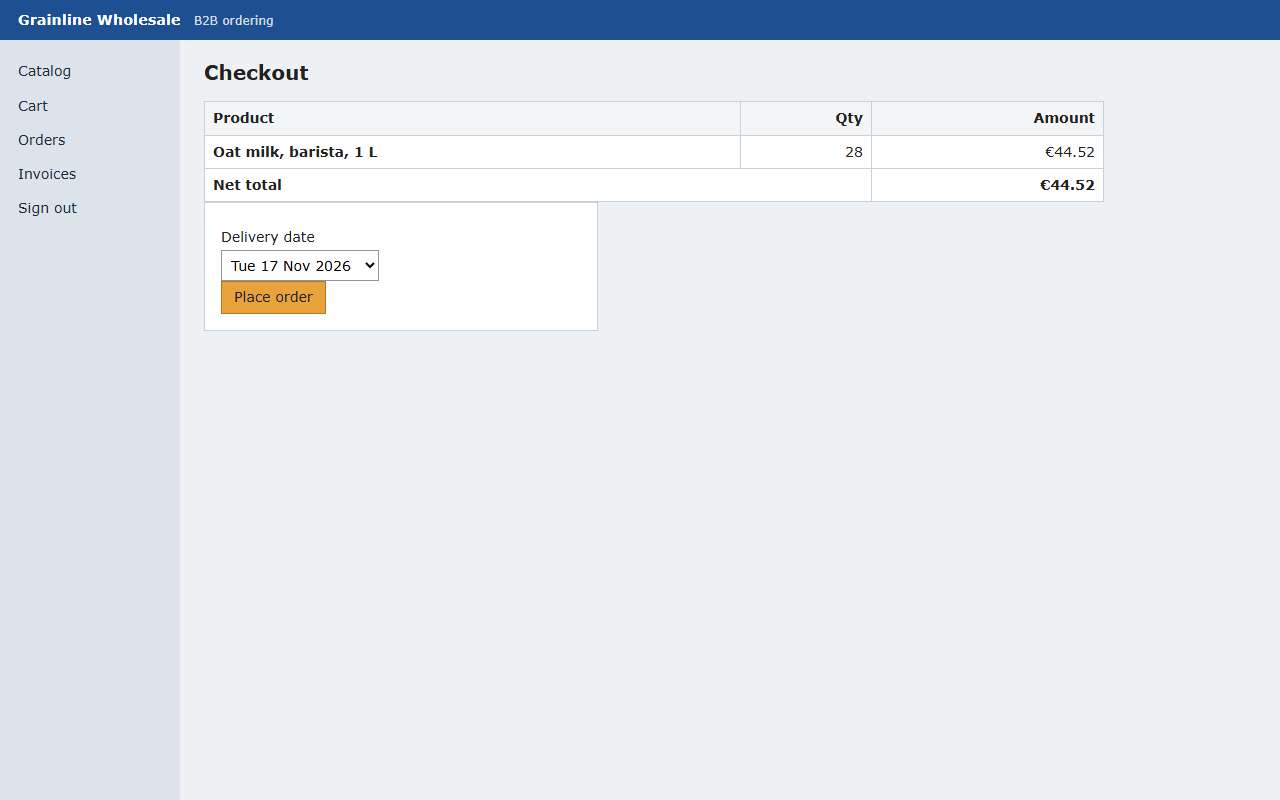 Grainline Wholesale B2B ordering
Catalog
Cart
Orders
Invoices
Sign out
Checkout
Product Qty Amount
Oat milk, barista, 1 L 28 €44.52
Net total €44.52
Delivery date
Tue 17 Nov 2026
Place order